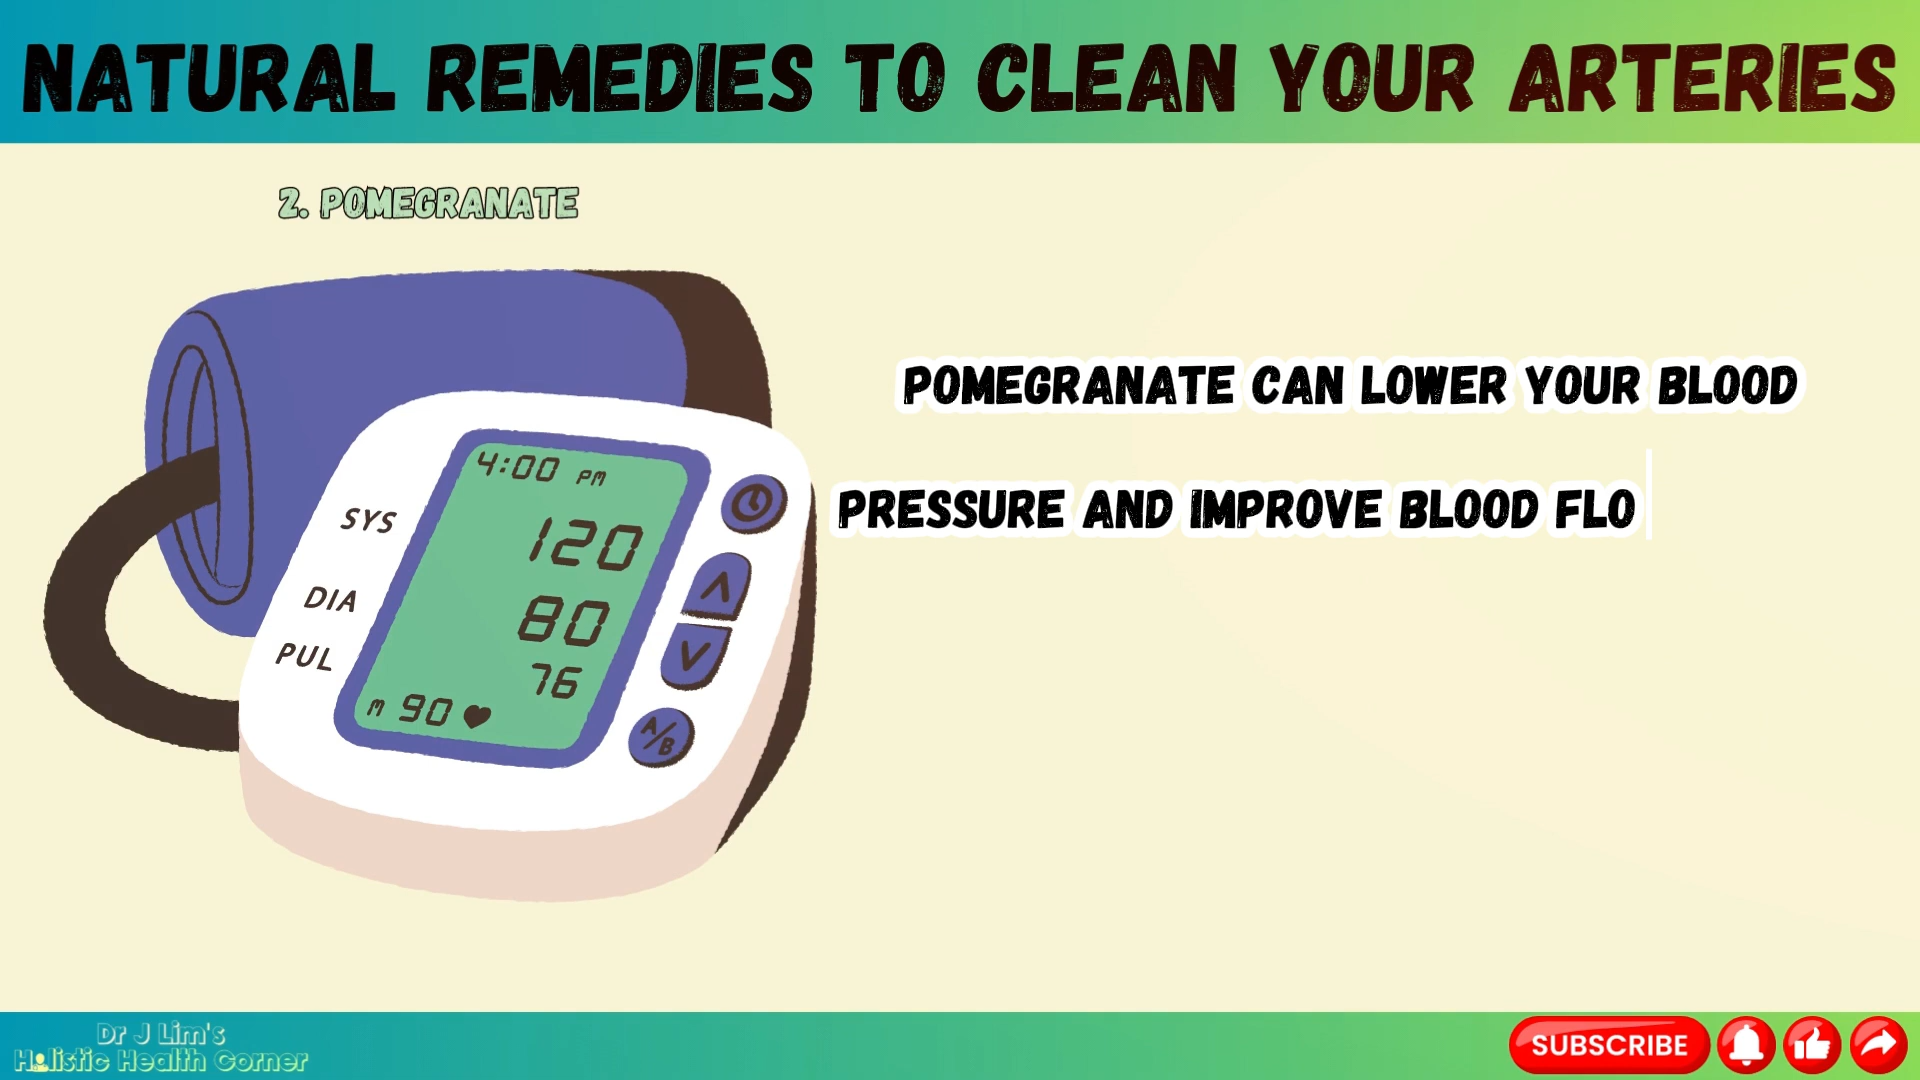 NATURAL REMEDIES TO CLEAN YOUR ARTERIES
2. POMEGRANATE
POMEGRANATE CAN LOWER YOUR BLOOD
PRESSURE AND IMPROVE BLOOD FLO
4:00 PM
SYS 120
DIA 80
PUL 76
M 90
A/B
Dr J Lim's
Holistic Health Corner
SUBSCRIBE